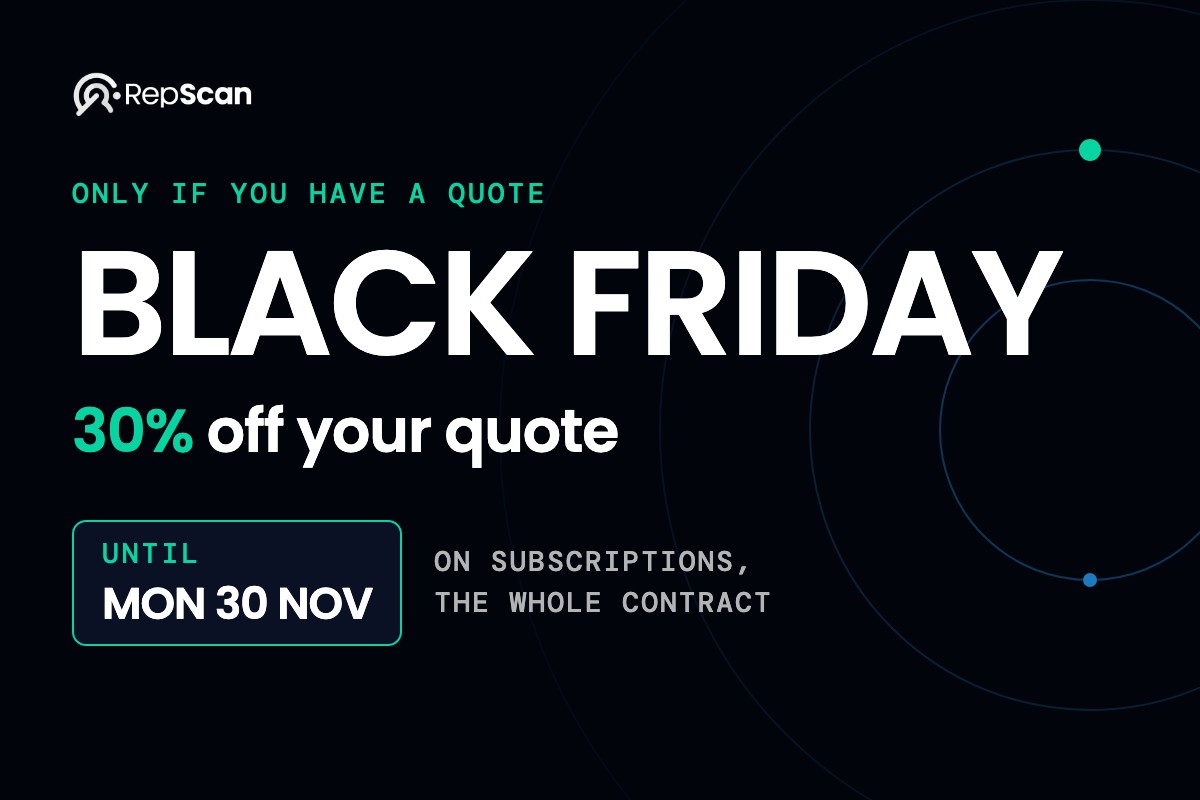 RepScan
ONLY IF YOU HAVE A QUOTE
BLACK FRIDAY
30% off your quote
UNTIL
MON 30 NOV
ON SUBSCRIPTIONS,
THE WHOLE CONTRACT